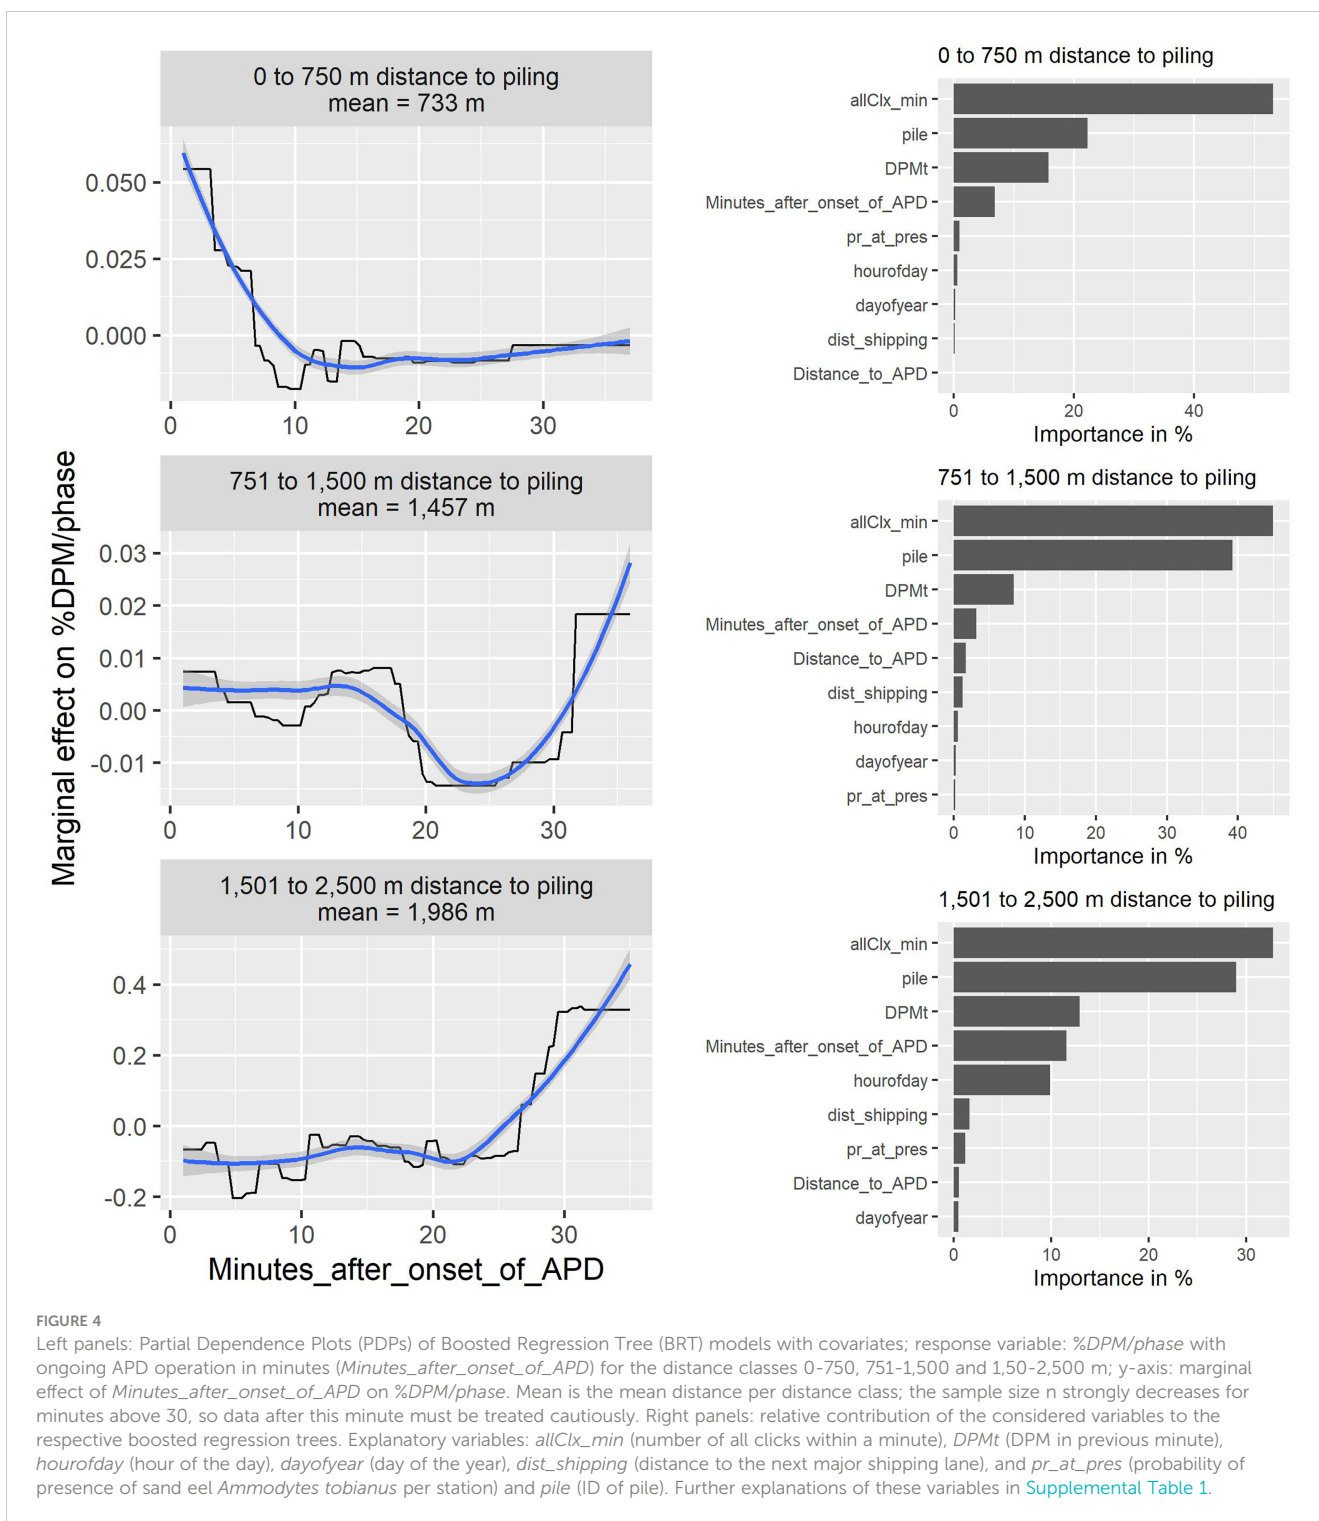 0 to 750 m distance to piling
mean = 733 m
0.050
0.025
0.000
0 10 20 30
751 to 1,500 m distance to piling
mean = 1,457 m
0.03
0.02
0.01
0.00
-0.01
0 10 20 30
1,501 to 2,500 m distance to piling
mean = 1,986 m
0.4
0.2
0.0
-0.2
0 10 20 30
Marginal effect on %DPM/phase
Minutes_after_onset_of_APD
0 to 750 m distance to piling
allClx_min
pile
DPMt
Minutes_after_onset_of_APD
pr_at_pres
hourofday
dayofyear
dist_shipping
Distance_to_APD
0 20 40
Importance in %
751 to 1,500 m distance to piling
allClx_min
pile
DPMt
Minutes_after_onset_of_APD
Distance_to_APD
dist_shipping
hourofday
dayofyear
pr_at_pres
0 10 20 30 40
Importance in %
1,501 to 2,500 m distance to piling
allClx_min
pile
DPMt
Minutes_after_onset_of_APD
hourofday
dist_shipping
pr_at_pres
Distance_to_APD
dayofyear
0 10 20 30
Importance in %
FIGURE 4
Left panels: Partial Dependence Plots (PDPs) of Boosted Regression Tree (BRT) models with covariates; response variable: %DPM/phase with
ongoing APD operation in minutes (Minutes_after_onset_of_APD) for the distance classes 0-750, 751-1,500 and 1,50-2,500 m; y-axis: marginal
effect of Minutes_after_onset_of_APD on %DPM/phase. Mean is the mean distance per distance class; the sample size n strongly decreases for
minutes above 30, so data after this minute must be treated cautiously. Right panels: relative contribution of the considered variables to the
respective boosted regression trees. Explanatory variables: allClx_min (number of all clicks within a minute), DPMt (DPM in previous minute),
hourofday (hour of the day), dayofyear (day of the year), dist_shipping (distance to the next major shipping lane), and pr_at_pres (probability of
presence of sand eel Ammodytes tobianus per station) and pile (ID of pile). Further explanations of these variables in Supplemental Table 1.